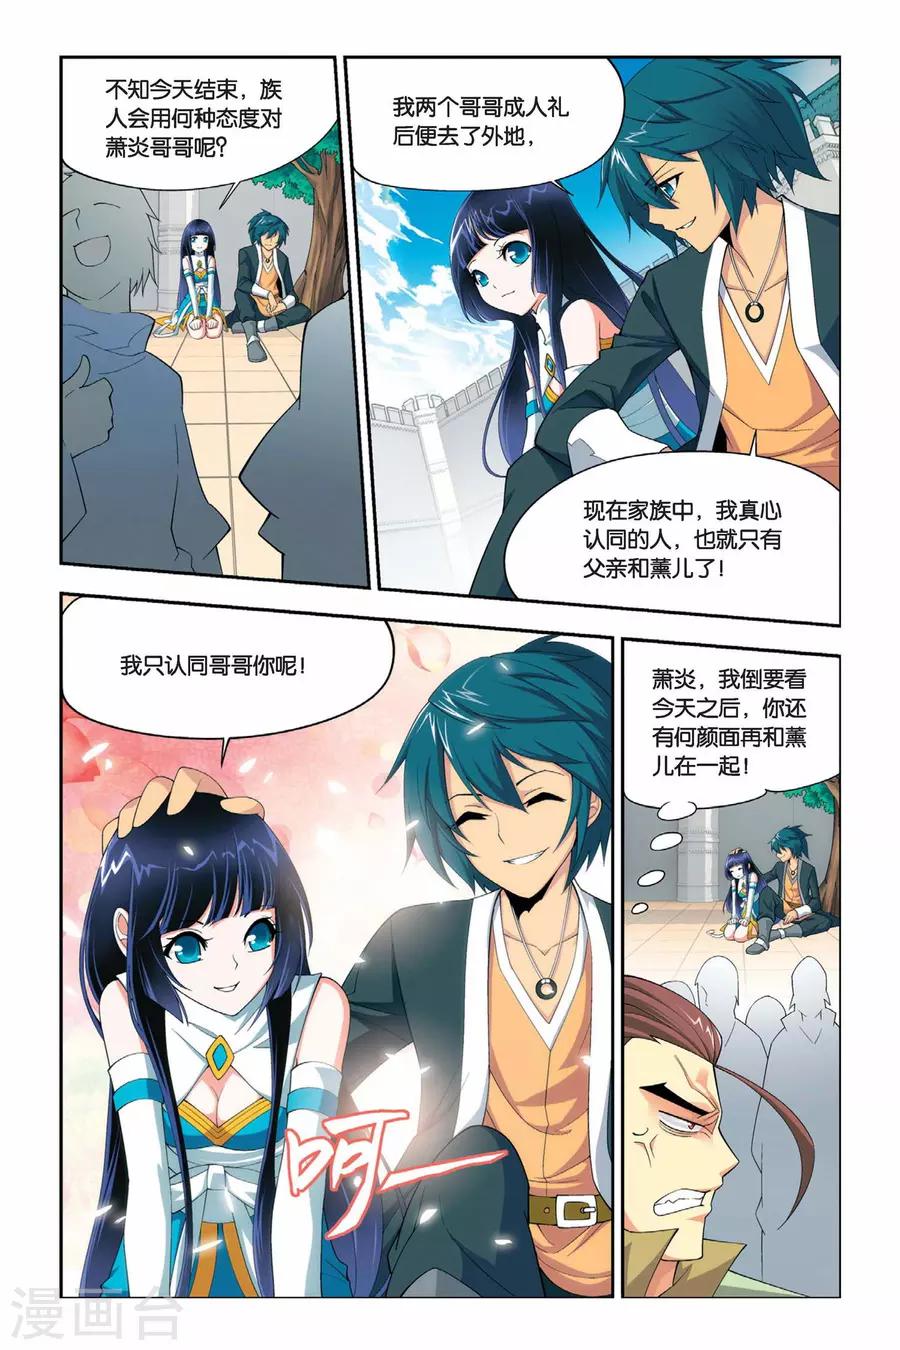 不知今天结束，族
人会用何种态度对
萧炎哥哥呢？
我两个哥哥成人礼
后便去了外地，
现在家族中，我真心
认同的人，也就只有
父亲和薰儿了！
我只认同哥哥你呢！
呵一
萧炎，我倒要看
今天之后，你还
有何颜面再和薰
儿在一起！
漫画台